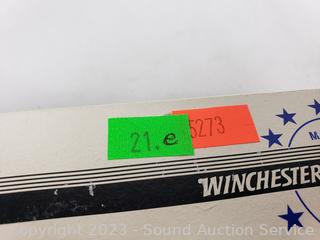 21.e
5273
M
WINCHESTER
Copyright 2023 - Sound Auction Service